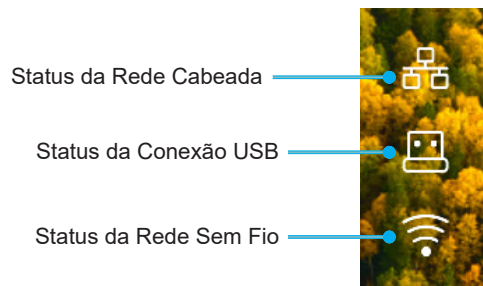 Status da Rede Cabeada
Status da Conexão USB
Status da Rede Sem Fio